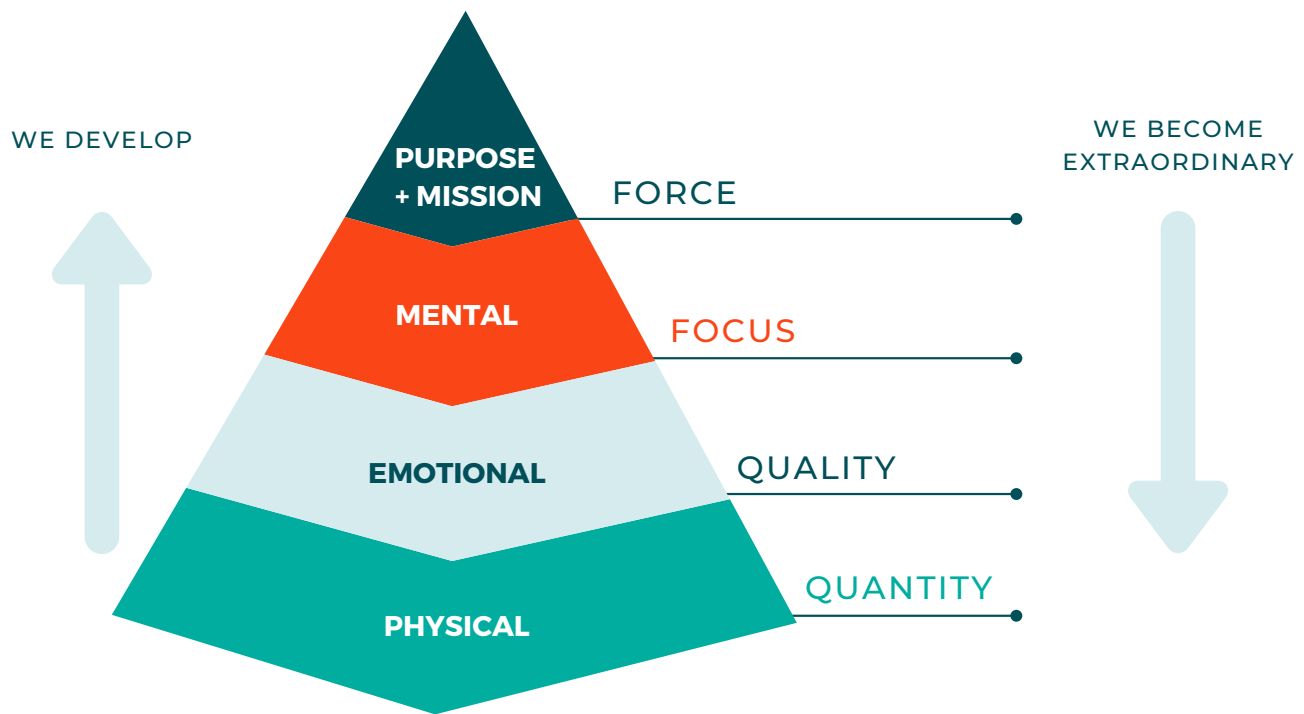 WE DEVELOP
WE BECOME
EXTRAORDINARY
PURPOSE
+ MISSION
FORCE
MENTAL
FOCUS
EMOTIONAL
QUALITY
PHYSICAL
QUANTITY